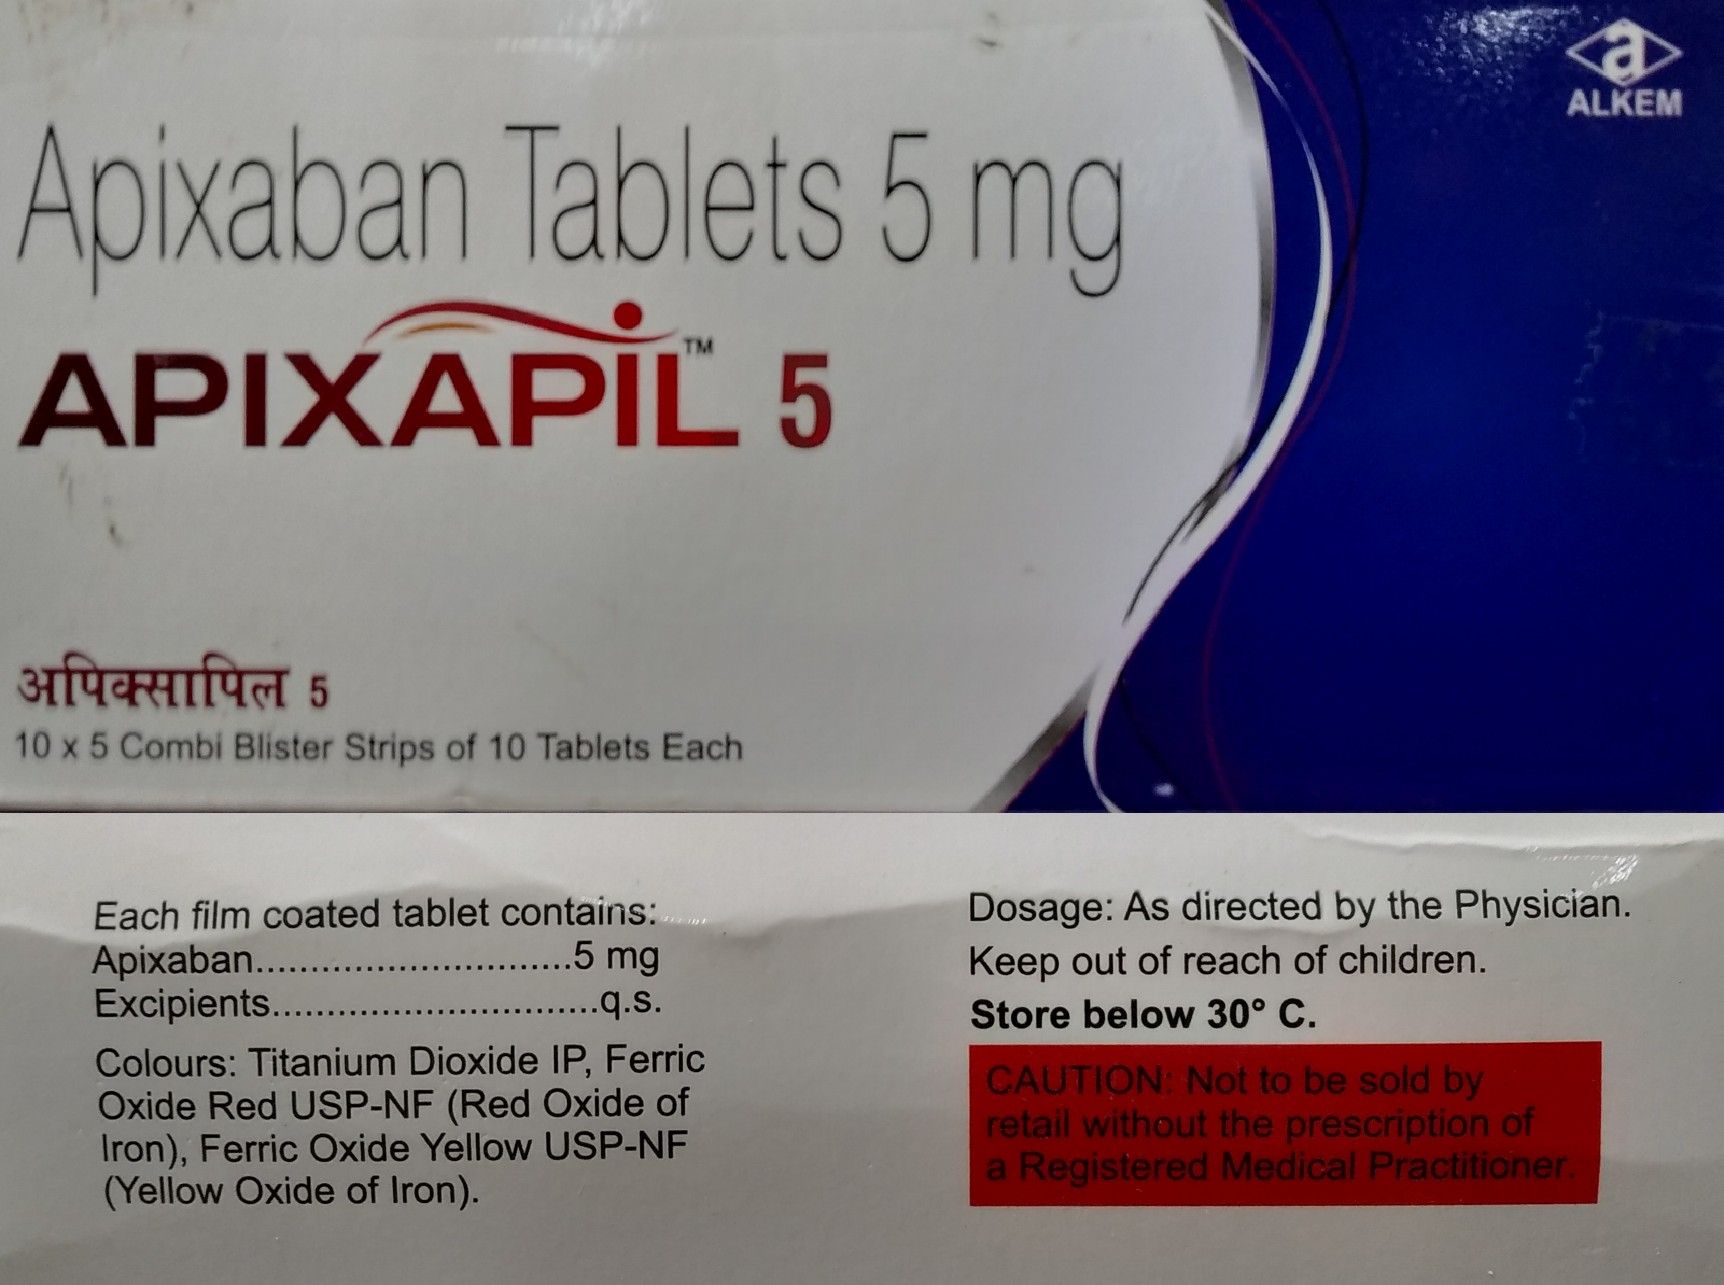 a
ALKEM
Apixaban Tablets 5 mg
APIXAPIL™ 5
अपिक्सापिल 5
10 x 5 Combi Blister Strips of 10 Tablets Each
Each film coated tablet contains:
Apixaban.............................5 mg
Excipients..............................q.s.
Colours: Titanium Dioxide IP, Ferric
Oxide Red USP-NF (Red Oxide of
Iron), Ferric Oxide Yellow USP-NF
(Yellow Oxide of Iron).
Dosage: As directed by the Physician.
Keep out of reach of children.
Store below 30° C.
CAUTION: Not to be sold by
retail without the prescription of
a Registered Medical Practitioner.